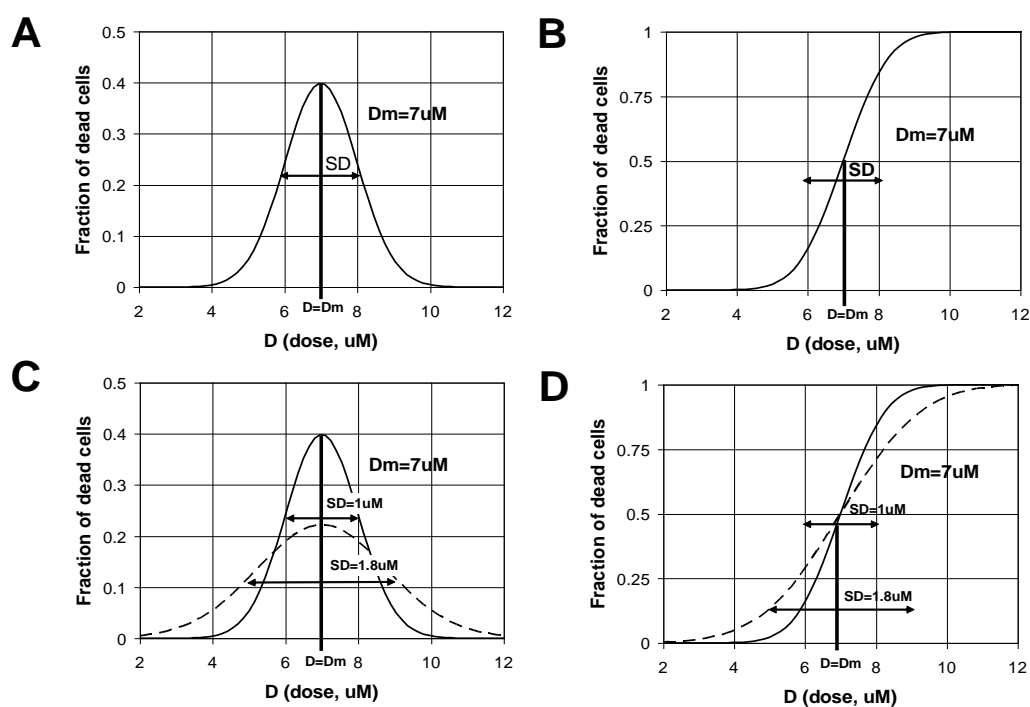 A
Fraction of dead cells
0.5
0.4
0.3
0.2
0.1
0
Dm=7uM
SD
2
4
6
8
10
12
D=Dm
D (dose, uM)
B
Fraction of dead cells
1
0.75
0.5
0.25
0
Dm=7uM
SD
2
4
6
8
10
12
D=Dm
D (dose, uM)
C
Fraction of dead cells
0.5
0.4
0.3
0.2
0.1
0
Dm=7uM
SD=1uM
SD=1.8uM
2
4
6
8
10
12
D=Dm
D (dose, uM)
D
Fraction of dead cells
1
0.75
0.5
0.25
0
Dm=7uM
SD=1uM
SD=1.8uM
2
4
6
8
10
12
D=Dm
D (dose, uM)